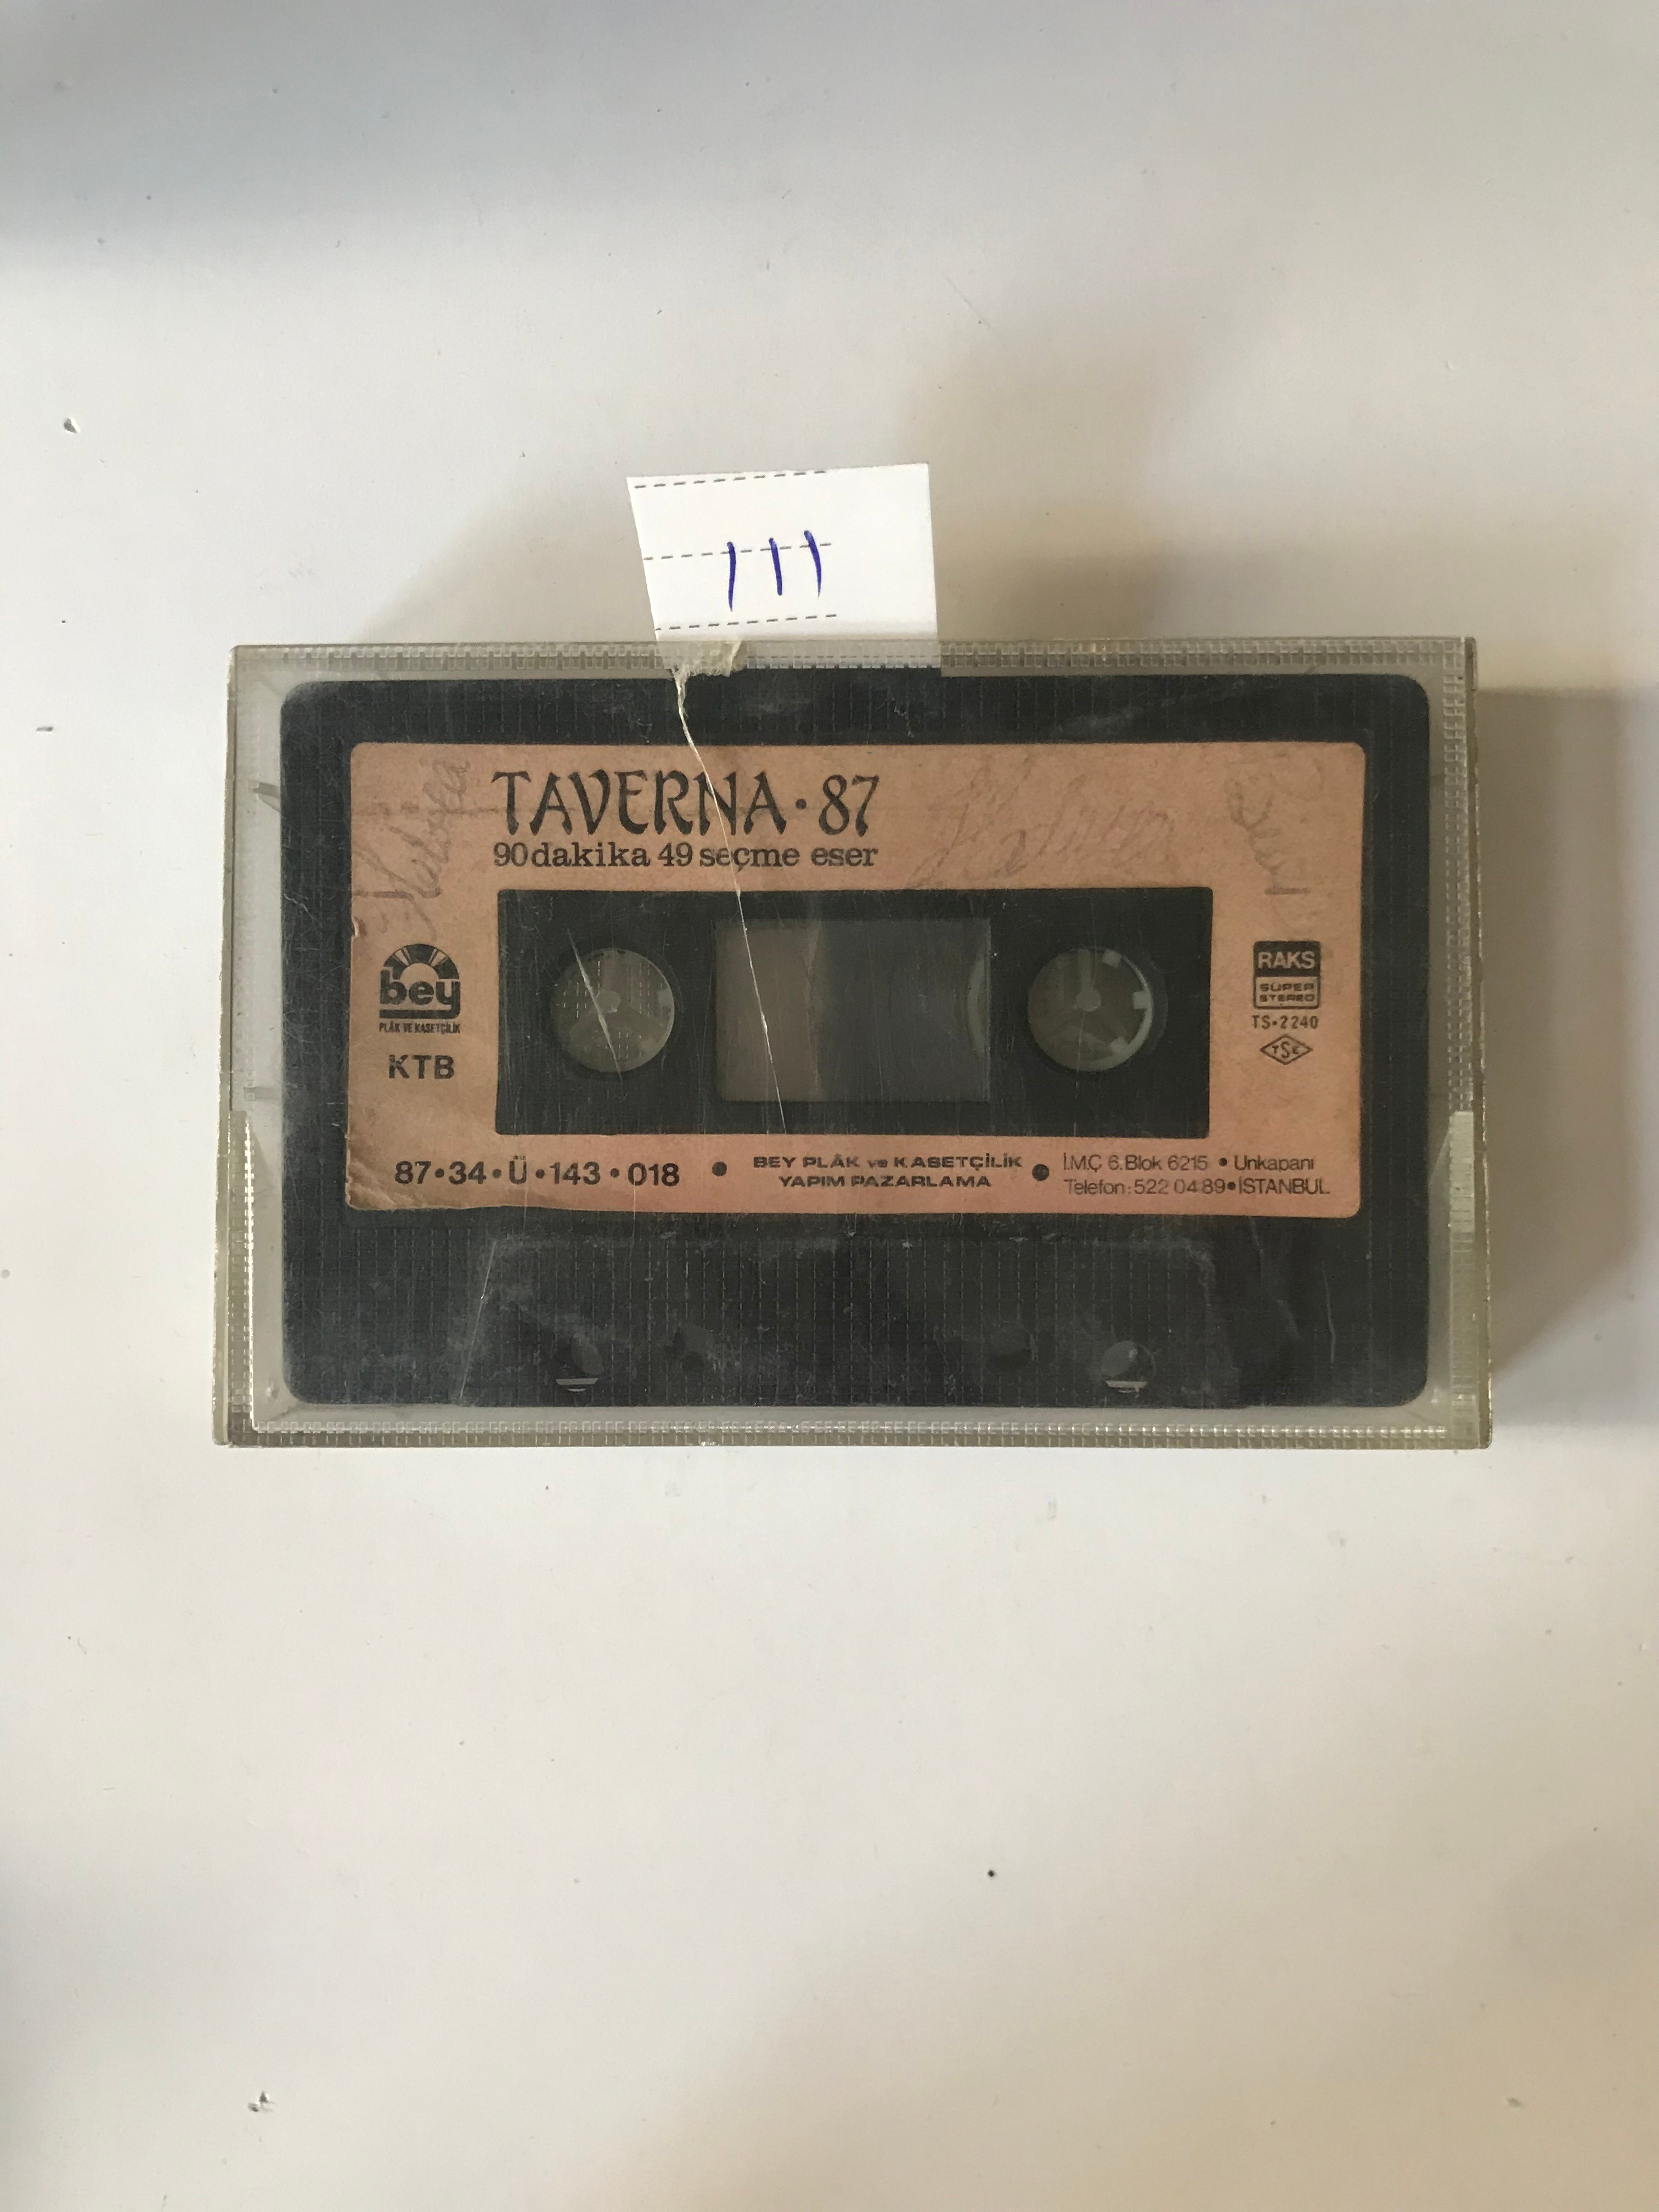 111
TAVERNA·87
90 dakika 49 seçme eser
bey
PLÂK VE KASETÇİLİK
KTB
RAKS
SÜPER
STEREO
TS•2240
TSE
87•34•Ü•143•018 • BEY PLÂK ve KASETÇİLİK • İ.M.Ç 6.Blok 6215 • Unkapanı
YAPIM PAZARLAMA Telefon:522 04 89•İSTANBUL